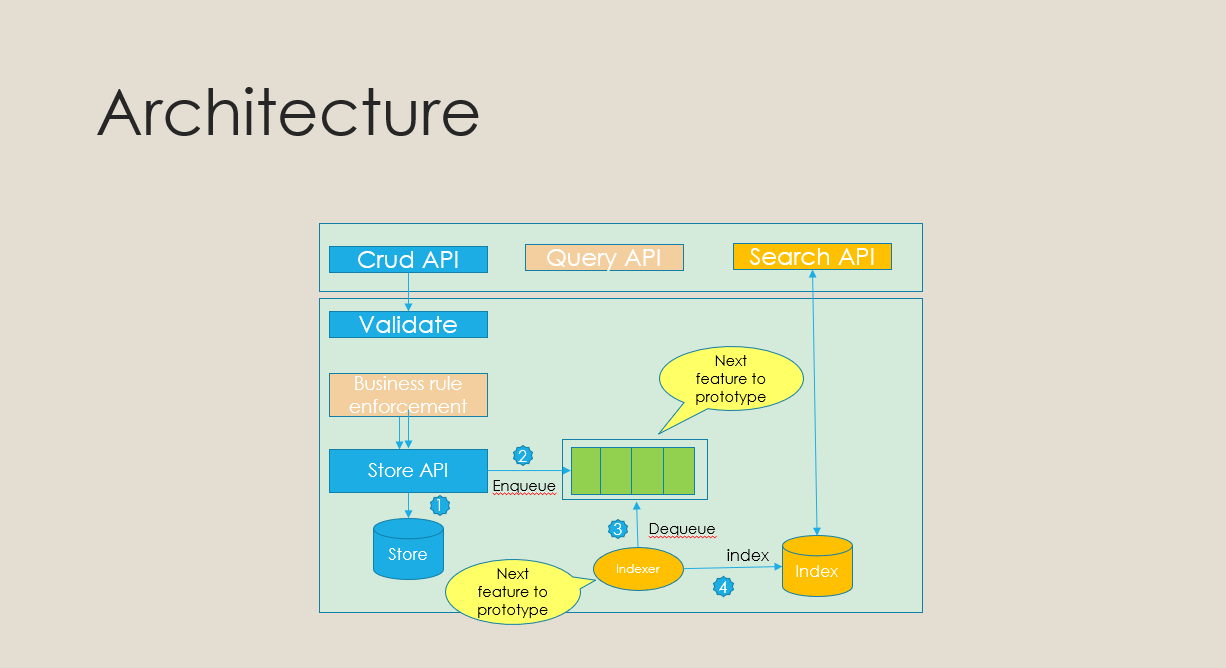 Architecture
Crud API
Query API
Search API
Validate
Next
feature to
prototype
Business rule
enforcement
Store API
2
Enqueue
1
Store
3
Dequeue
Indexer
index
4
Index
Next
feature to
prototype